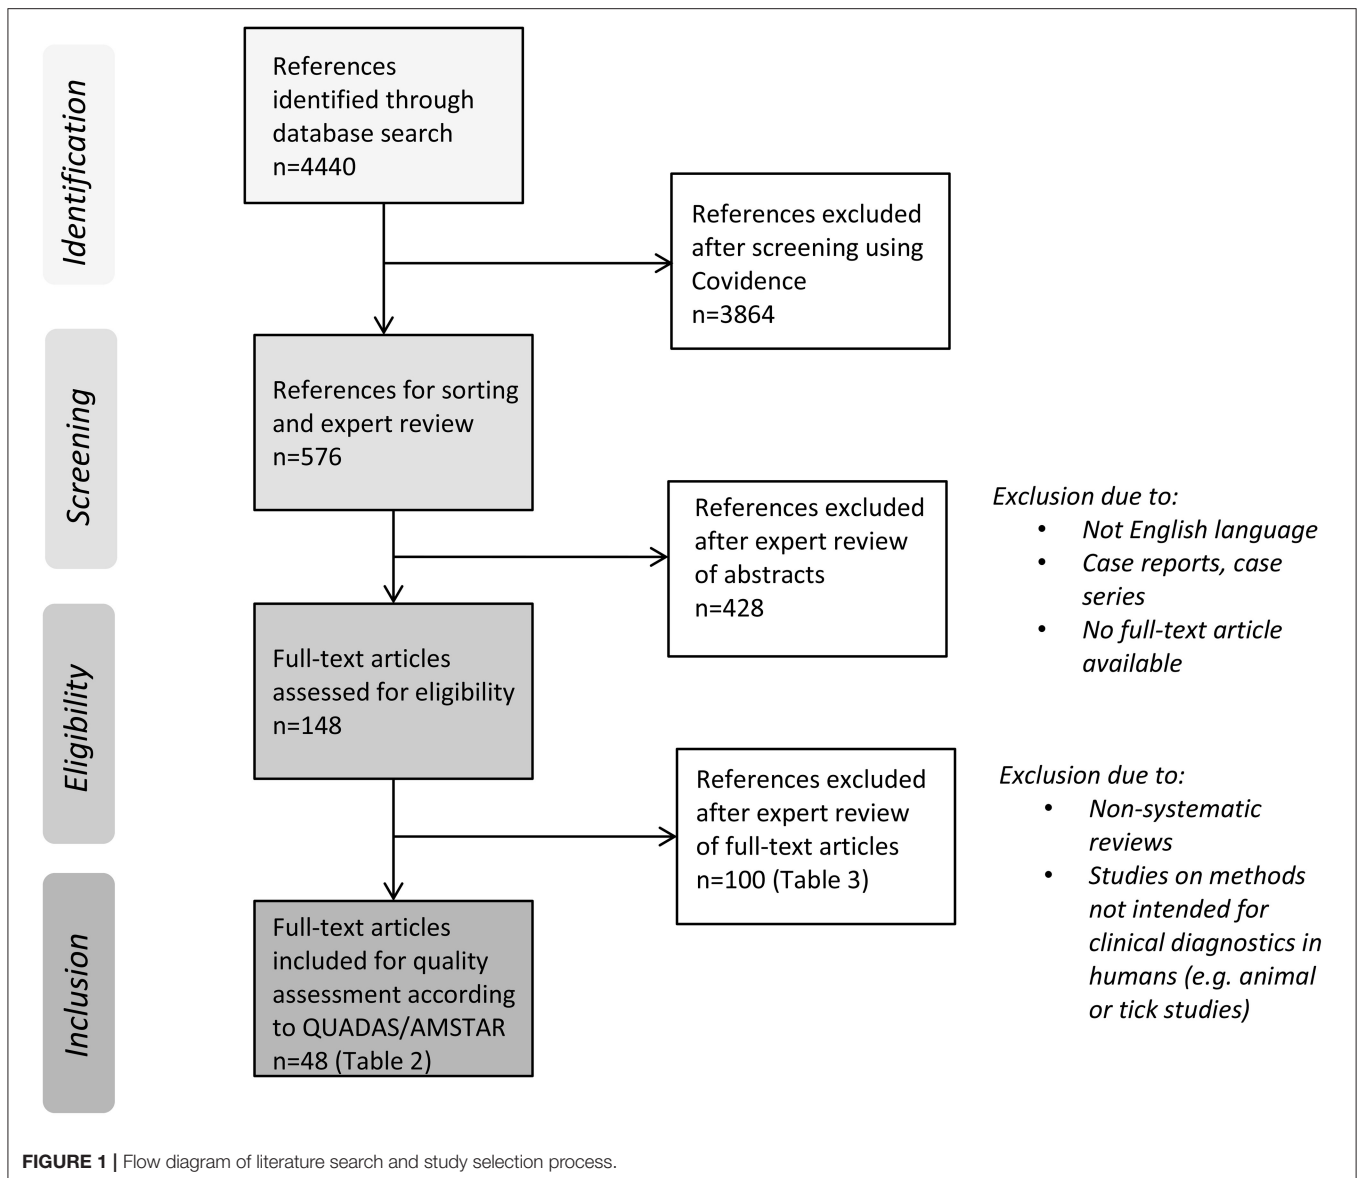 Identification
References
identified through
database search
n=4440
References excluded
after screening using
Covidence
n=3864
Screening
References for sorting
and expert review
n=576
References excluded
after expert review
of abstracts
n=428
Exclusion due to:
• Not English language
• Case reports, case
series
• No full-text article
available
Eligibility
Full-text articles
assessed for eligibility
n=148
References excluded
after expert review
of full-text articles
n=100 (Table 3)
Exclusion due to:
• Non-systematic
reviews
• Studies on methods
not intended for
clinical diagnostics in
humans (e.g. animal
or tick studies)
Inclusion
Full-text articles
included for quality
assessment according
to QUADAS/AMSTAR
n=48 (Table 2)
FIGURE 1 | Flow diagram of literature search and study selection process.